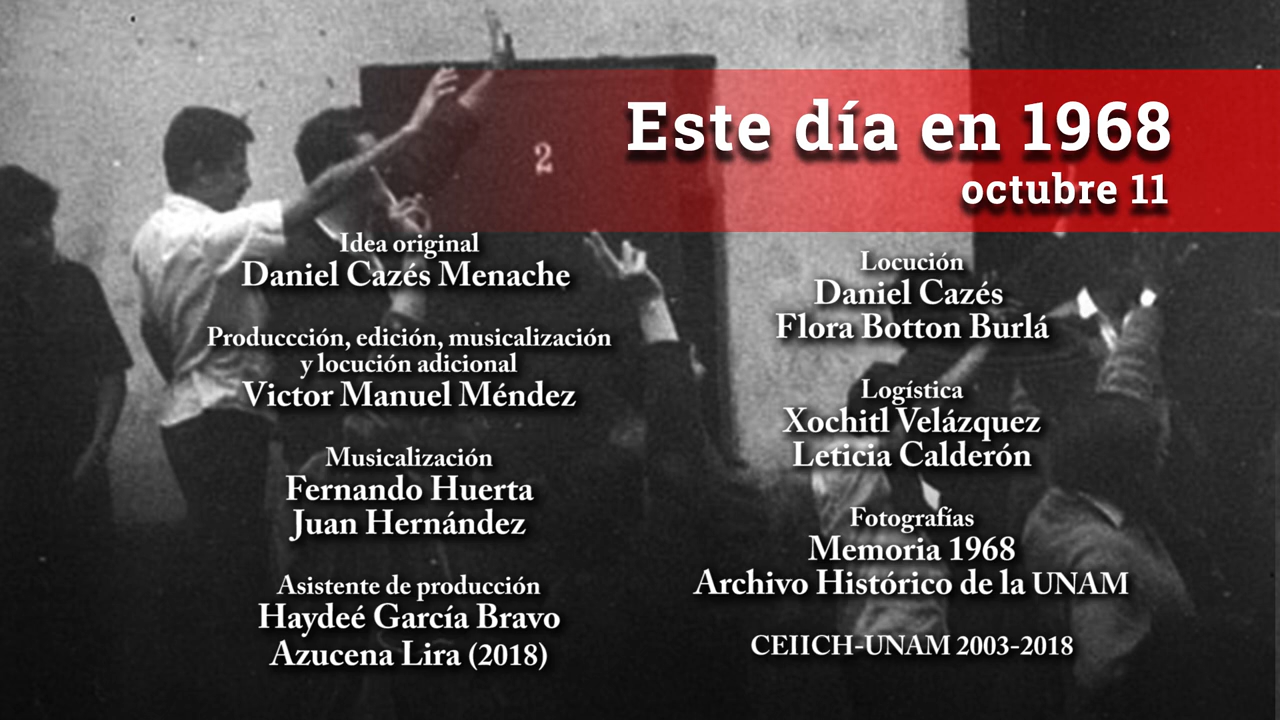 Este día en 1968
octubre 11
2
Idea original
Daniel Cazés Menache
Produccción, edición, musicalización
y locución adicional
Victor Manuel Méndez
Musicalización
Fernando Huerta
Juan Hernández
Asistente de producción
Haydeé García Bravo
Azucena Lira (2018)
Locución
Daniel Cazés
Flora Botton Burlá
Logística
Xochitl Velázquez
Leticia Calderón
Fotografías
Memoria 1968
Archivo Histórico de la UNAM
CEIICH-UNAM 2003-2018